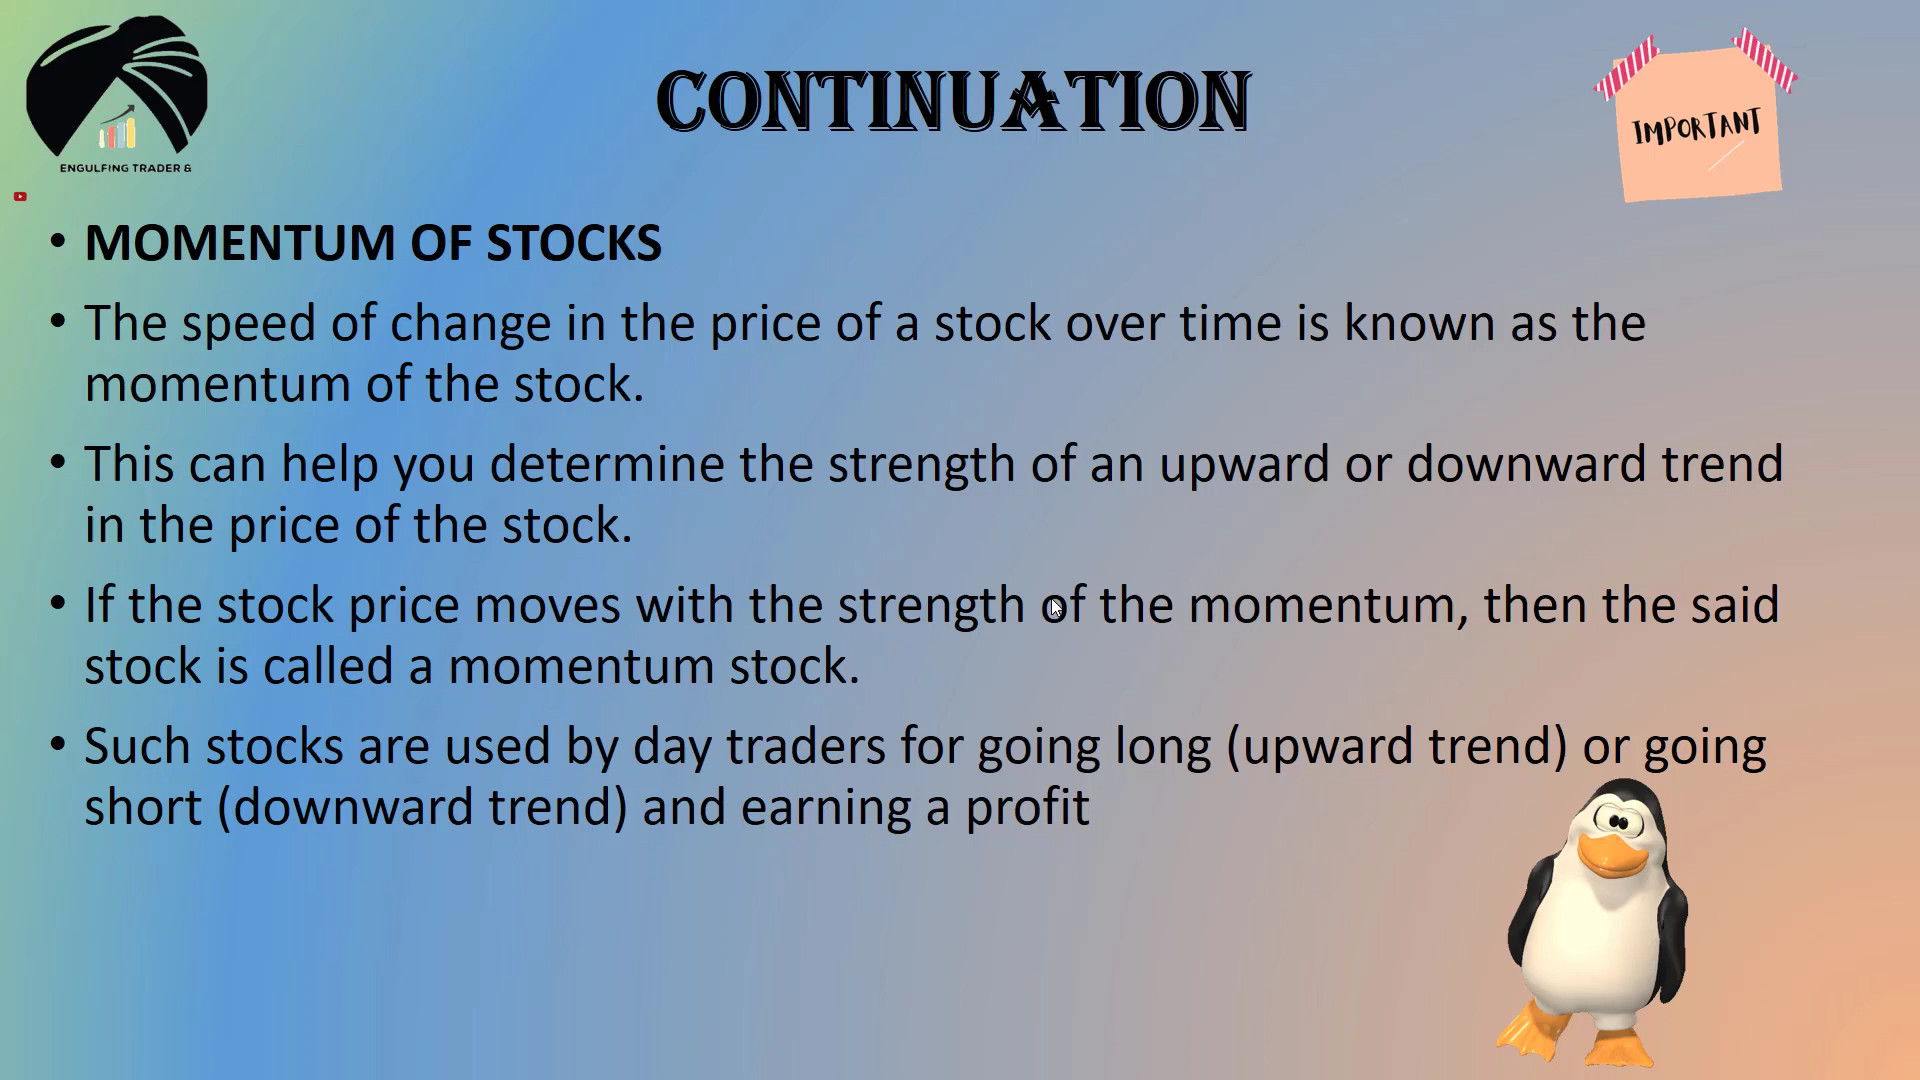 CONTINUATION
IMPORTANT
ENGULFING TRADER &
• MOMENTUM OF STOCKS
• The speed of change in the price of a stock over time is known as the
momentum of the stock.
• This can help you determine the strength of an upward or downward trend
in the price of the stock.
• If the stock price moves with the strength of the momentum, then the said
stock is called a momentum stock.
• Such stocks are used by day traders for going long (upward trend) or going
short (downward trend) and earning a profit